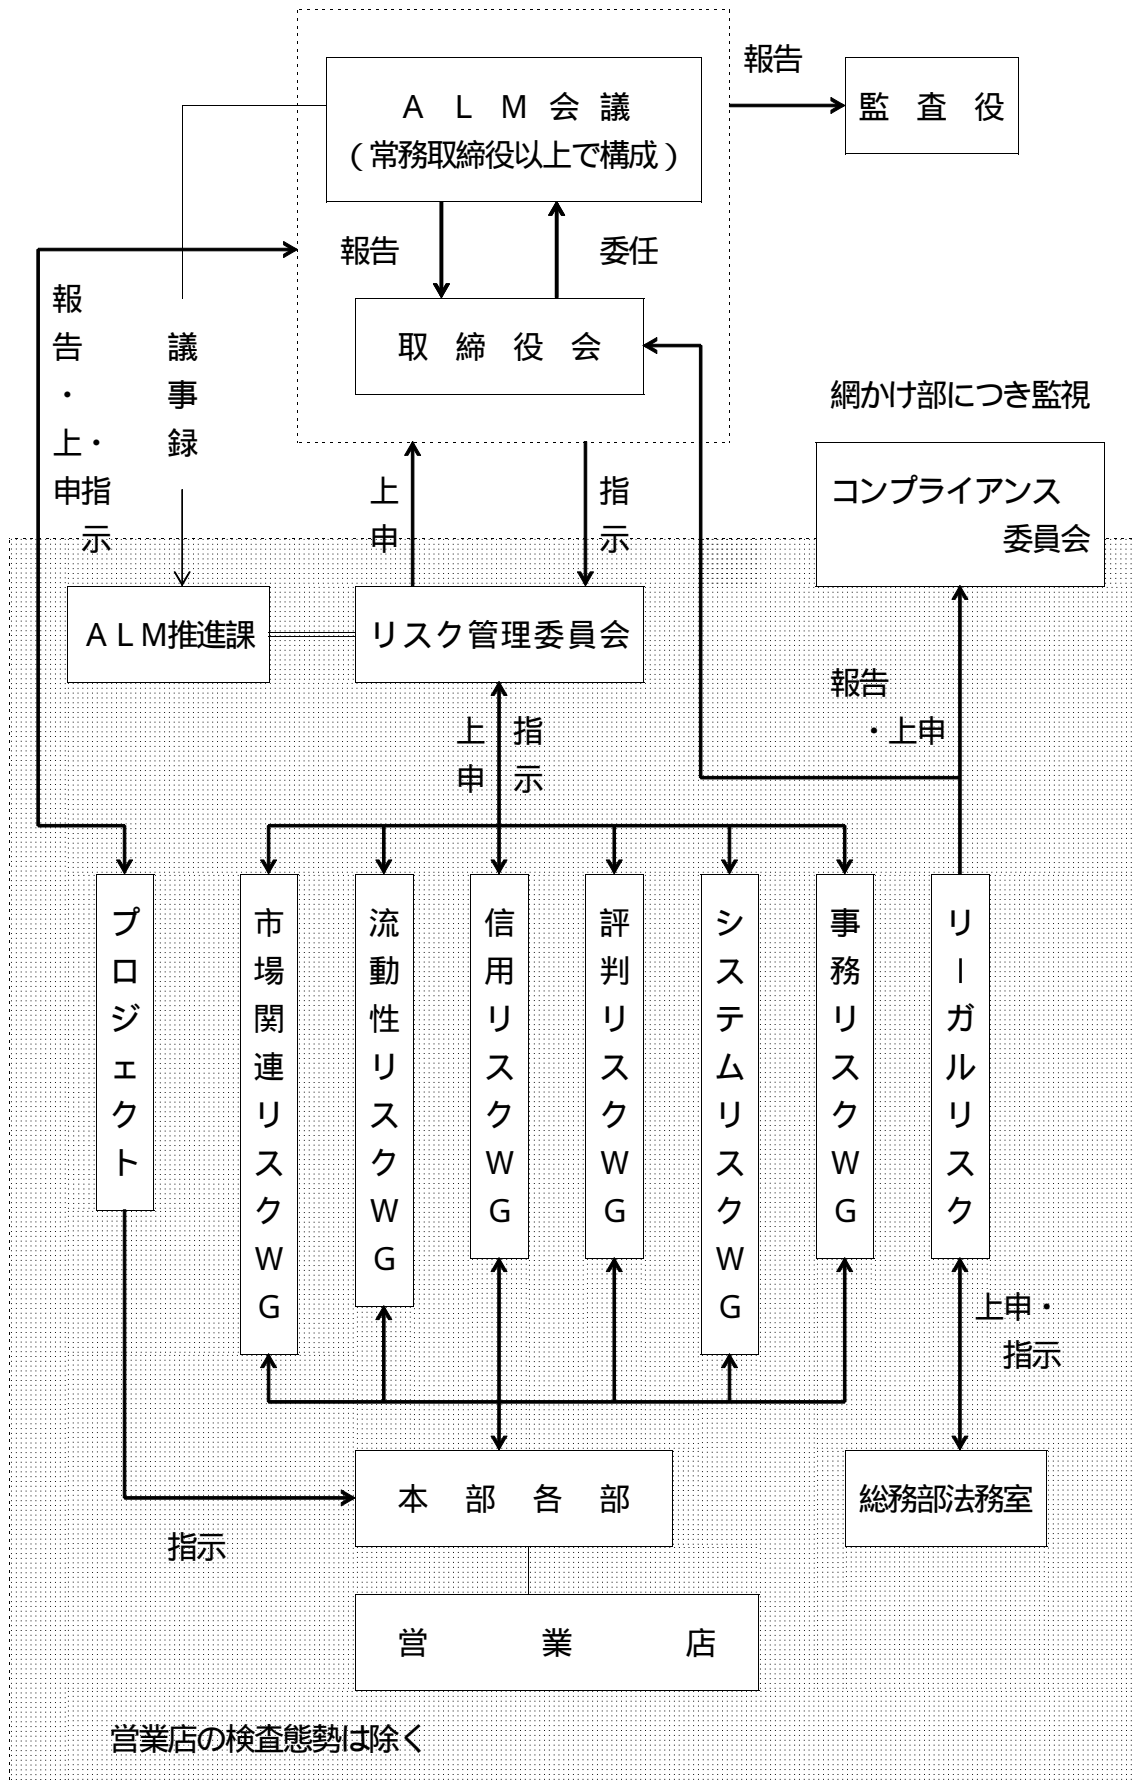 報告
ＡＬＭ会議
（常務取締役以上で構成）
監査役
報告
委任
報告・上申
・指示
議事録
取締役会
網かけ部につき監視
コンプライアンス
委員会
上申
指示
ＡＬＭ推進課
リスク管理委員会
報告
・上申
上申
指示
プロジェクト
市場関連リスクＷＧ
流動性リスクＷＧ
信用リスクＷＧ
評判リスクＷＧ
システムリスクＷＧ
事務リスクＷＧ
リーガルリスク
上申・
指示
本部各部
総務部法務室
指示
営業店
営業店の検査態勢は除く